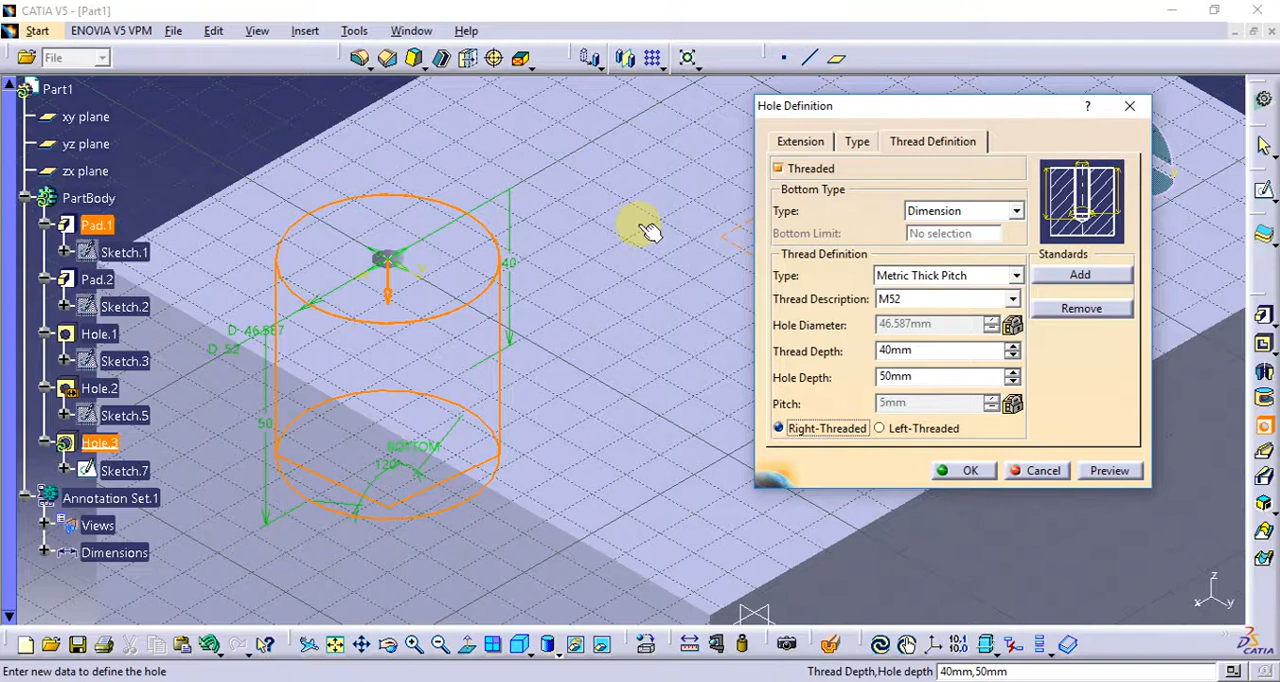 CATIA V5 - [Part1]
Start ENOVIA V5 VPM File Edit View Insert Tools Window Help
File
Part1
xy plane
yz plane
zx plane
PartBody
Pad.1
Sketch.1
Pad.2
Sketch.2
Hole.1
Sketch.3
Hole.2
Sketch.5
Hole.3
Sketch.7
Annotation Set.1
Views
Dimensions
40
D 46.587
D 52
50
BOTTOM
120
Hole Definition ?
Extension Type Thread Definition
Threaded
Bottom Type
Type: Dimension
Bottom Limit: No selection
Thread Definition
Type: Metric Thick Pitch
Thread Description: M52
Hole Diameter: 46.587mm
Thread Depth: 40mm
Hole Depth: 50mm
Pitch: 5mm
Right-Threaded Left-Threaded
Standards
Add
Remove
OK Cancel Preview
z
x y
10.1
10.0
CATIA
Enter new data to define the hole Thread Depth,Hole depth 40mm,50mm